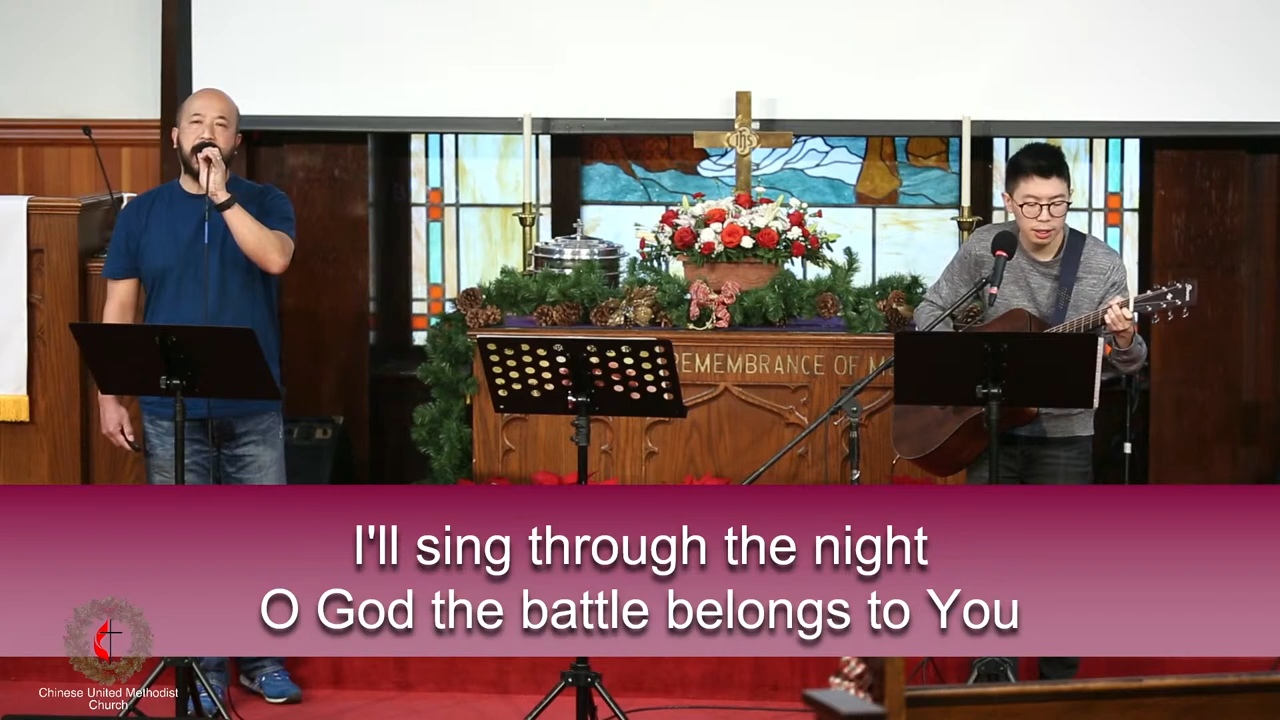 IHS
REMEMBRANCE OF M
I'll sing through the night
O God the battle belongs to You
Chinese United Methodist
Church